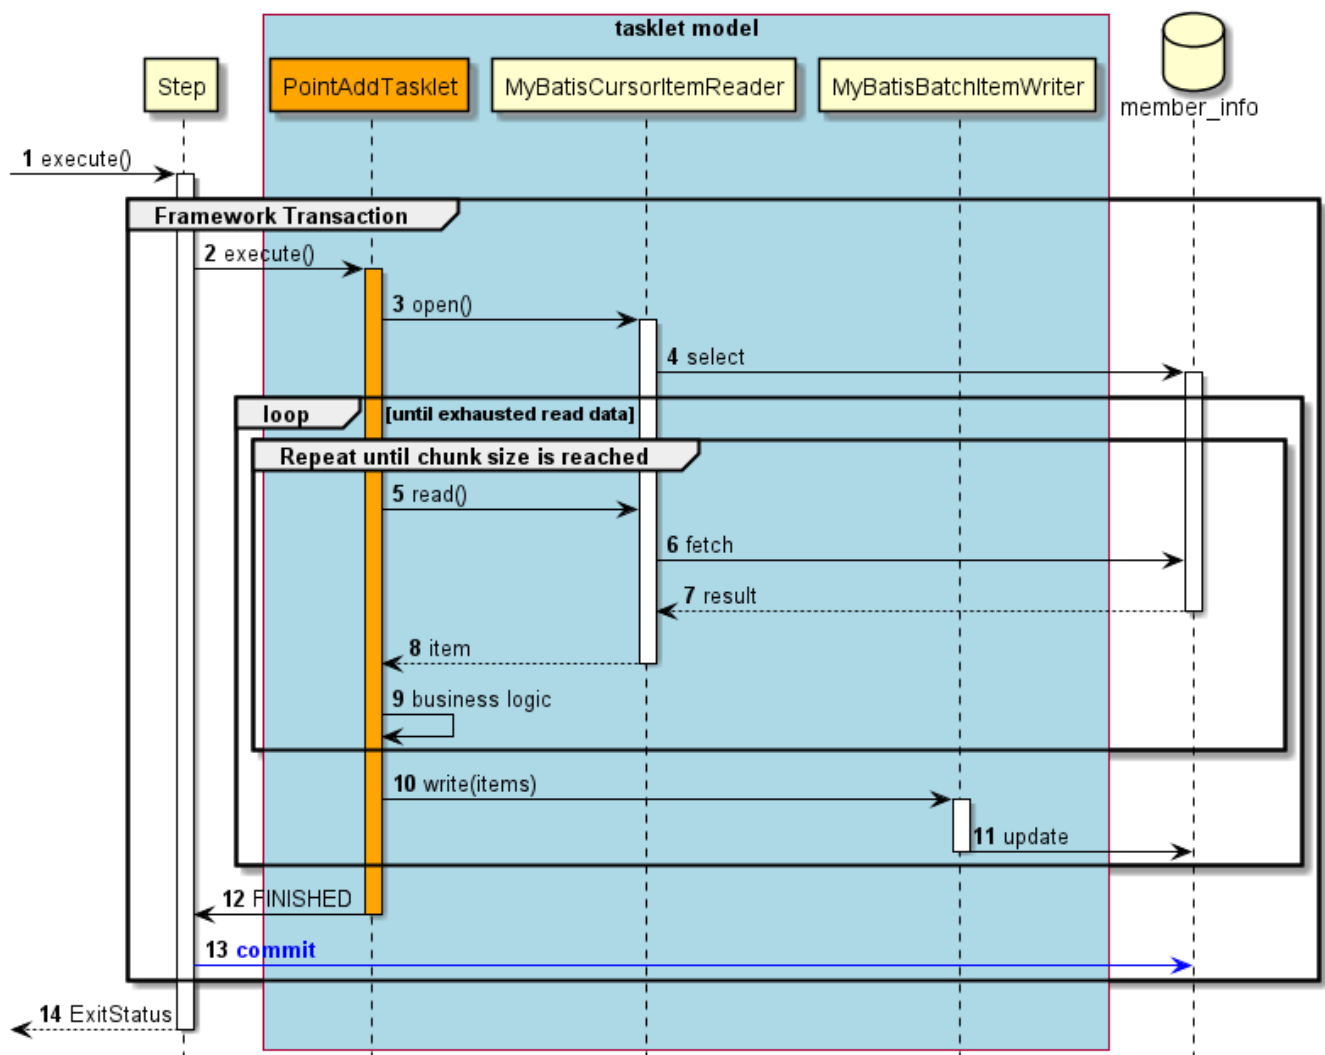 tasklet model
Step
PointAddTasklet
MyBatisCursorItemReader
MyBatisBatchItemWriter
member_info
1 execute()
Framework Transaction
2 execute()
3 open()
4 select
loop
[until exhausted read data]
Repeat until chunk size is reached
5 read()
6 fetch
7 result
8 item
9 business logic
10 write(items)
11 update
12 FINISHED
13 commit
14 ExitStatus